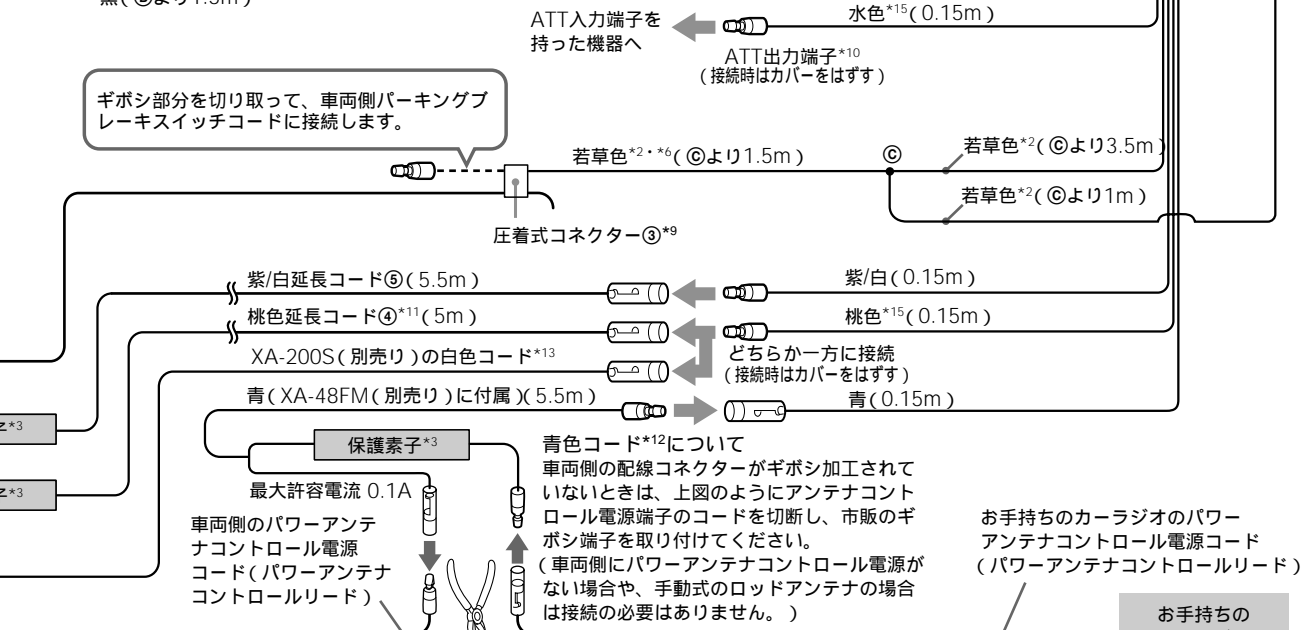 ATT入力端子を
持った機器へ
水色*15(0.15m)
ATT出力端子*10
(接続時はカバーをはずす)
ギボシ部分を切り取って、車両側パーキングブ
レーキスイッチコードに接続します。
若草色*2・*6(ⓒより1.5m)
ⓒ
若草色*2(ⓒより3.5m)
若草色*2(ⓒより1m)
圧着式コネクター③*9
紫/白延長コード⑤(5.5m)
紫/白(0.15m)
桃色延長コード④*11(5m)
桃色*15(0.15m)
XA-200S(別売り)の白色コード*13
どちらか一方に接続
(接続時はカバーをはずす)
青(XA-48FM(別売り)に付属)(5.5m)
青(0.15m)
*3
保護素子*3
最大許容電流 0.1A
*3
青色コード*12について
車両側の配線コネクターがギボシ加工されて
いないときは、上図のようにアンテナコント
ロール電源端子のコードを切断し、市販のギ
ボシ端子を取り付けてください。
(車両側にパワーアンテナコントロール電源が
ない場合や、手動式のロッドアンテナの場合
は接続の必要はありません。)
車両側のパワーアンテ
ナコントロール電源
コード(パワーアンテナ
コントロールリード)
お手持ちのカーラジオのパワー
アンテナコントロール電源コード
(パワーアンテナコントロールリード)
お手持ちの